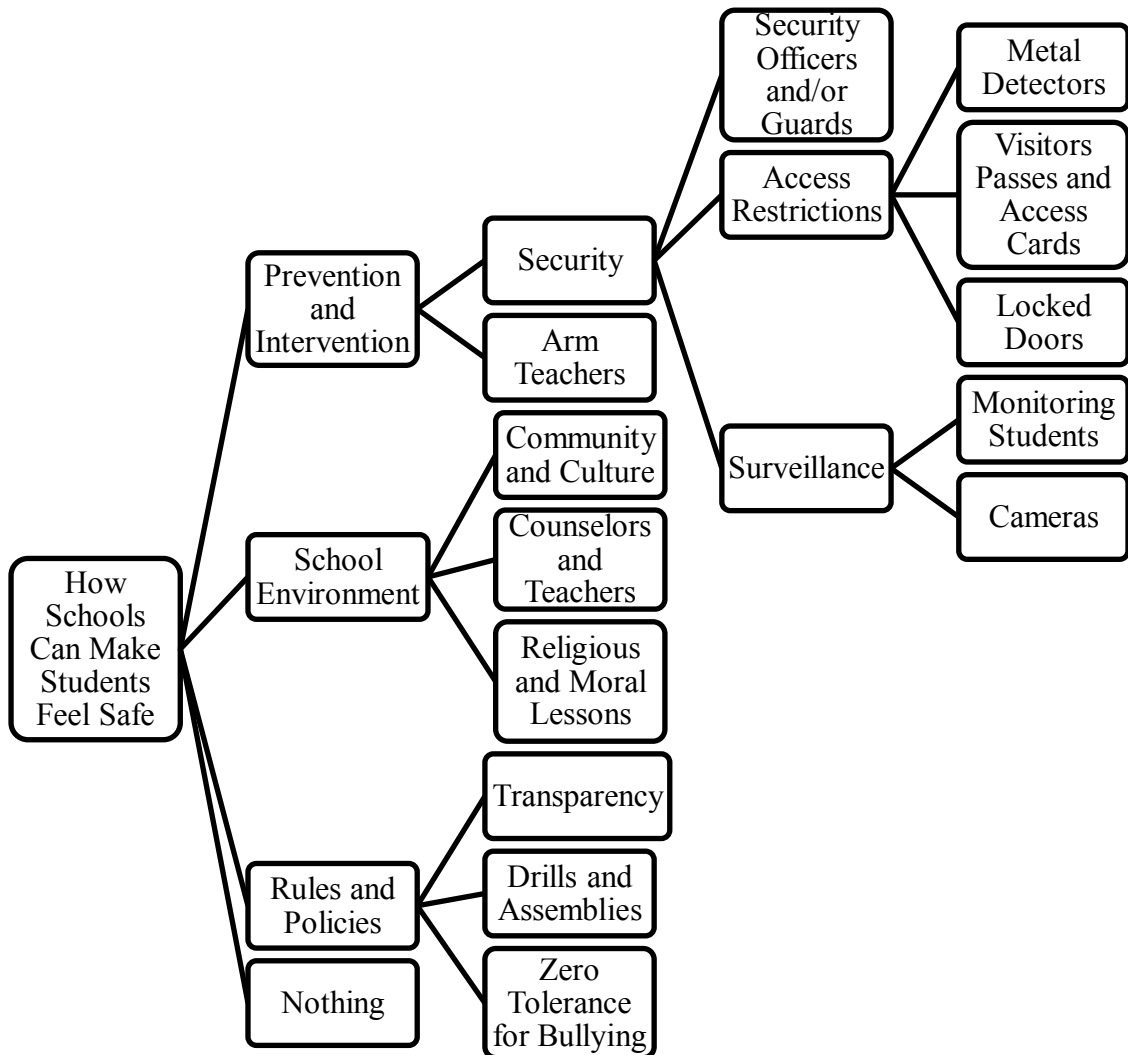 How
Schools
Can Make
Students
Feel Safe
Prevention
and
Intervention
Security
Security
Officers
and/or
Guards
Access
Restrictions
Metal
Detectors
Visitors
Passes and
Access
Cards
Locked
Doors
Surveillance
Monitoring
Students
Cameras
Arm
Teachers
School
Environment
Community
and Culture
Counselors
and
Teachers
Religious
and Moral
Lessons
Rules and
Policies
Transparency
Drills and
Assemblies
Zero
Tolerance
for Bullying
Nothing